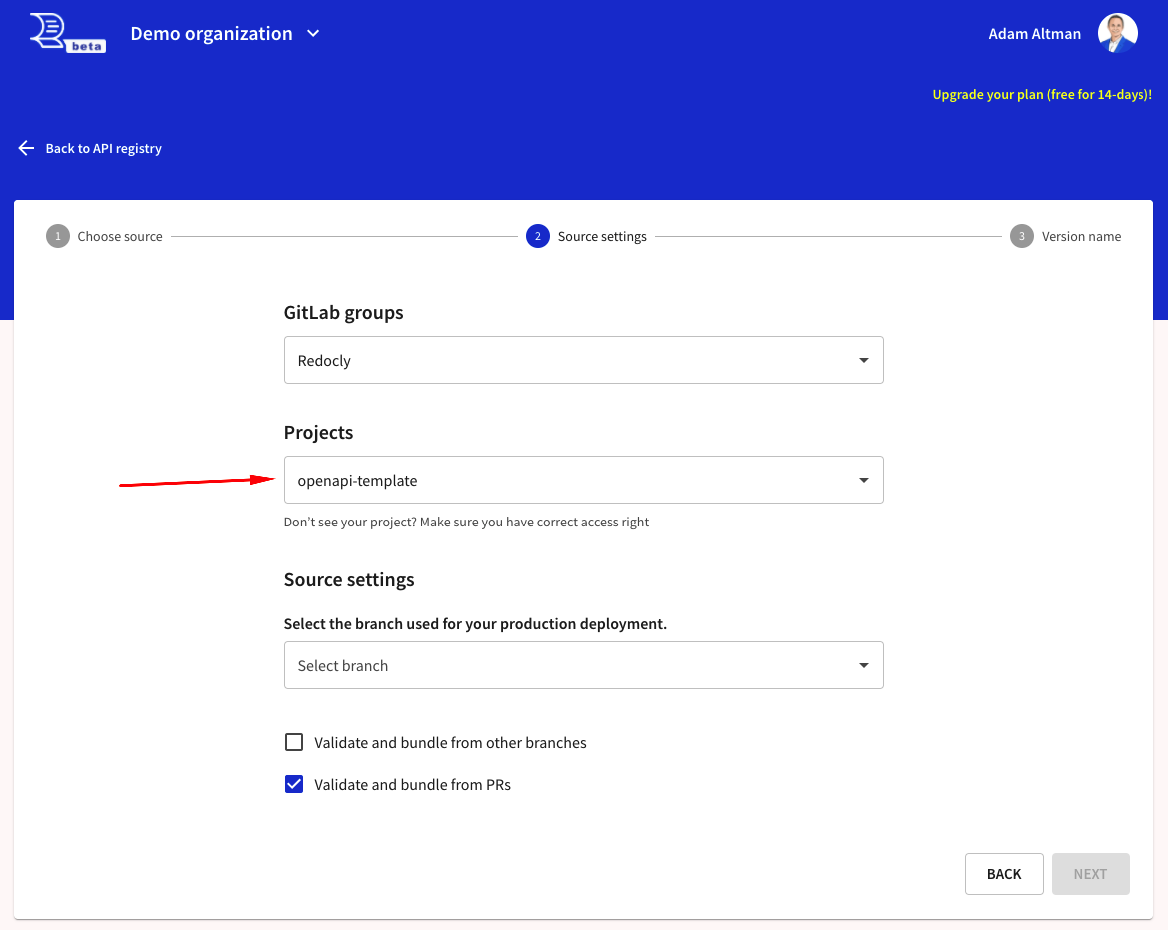 beta
Demo organization
Adam Altman
Upgrade your plan (free for 14-days)!
Back to API registry
1 Choose source
2 Source settings
3 Version name
GitLab groups
Redocly
Projects
openapi-template
Don't see your project? Make sure you have correct access right
Source settings
Select the branch used for your production deployment.
Select branch
Validate and bundle from other branches
Validate and bundle from PRs
BACK
NEXT